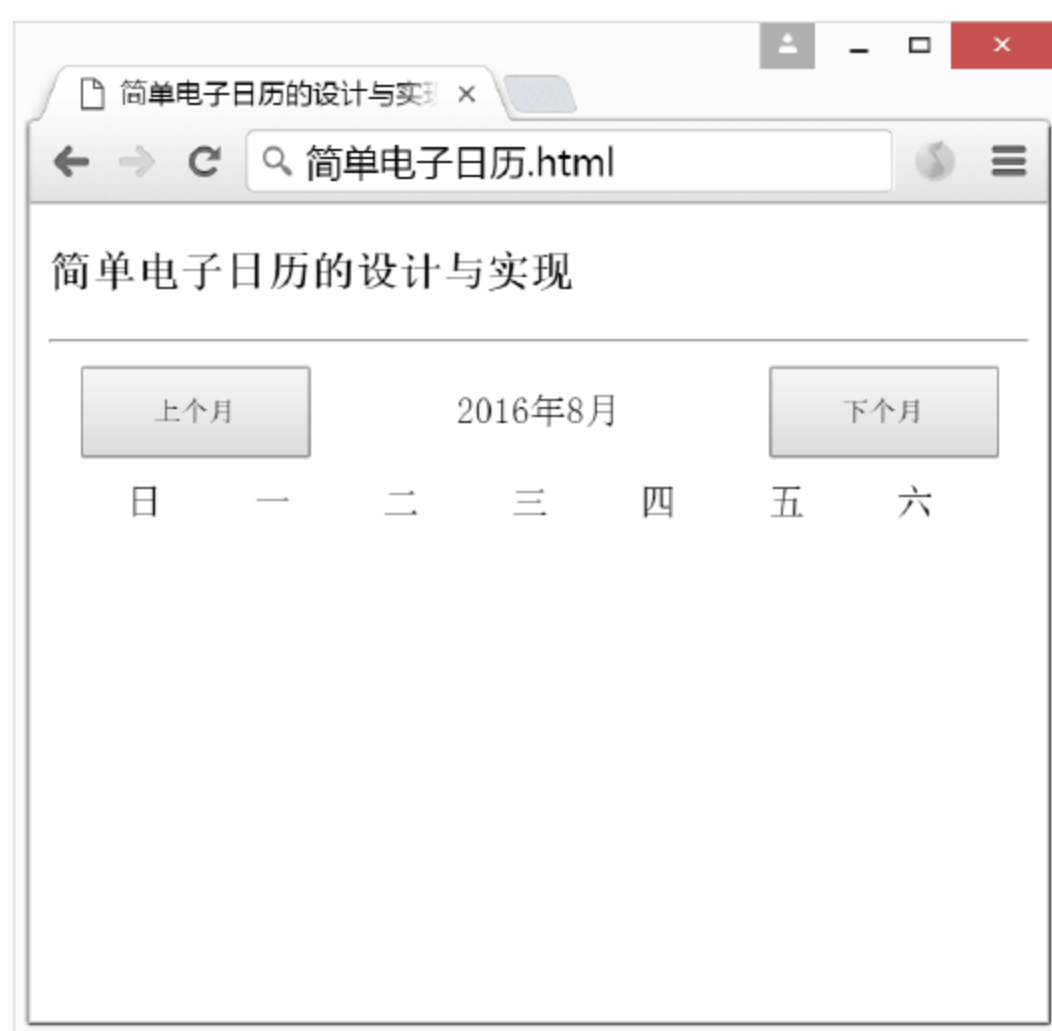 简单电子日历的设计与实现
简单电子日历.html
简单电子日历的设计与实现
上个月 2016年8月 下个月
日 一 二 三 四 五 六